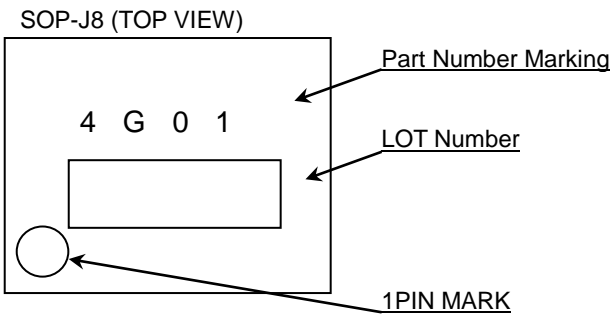 SOP-J8 (TOP VIEW)
Part Number Marking
4 G 0 1
LOT Number
1PIN MARK